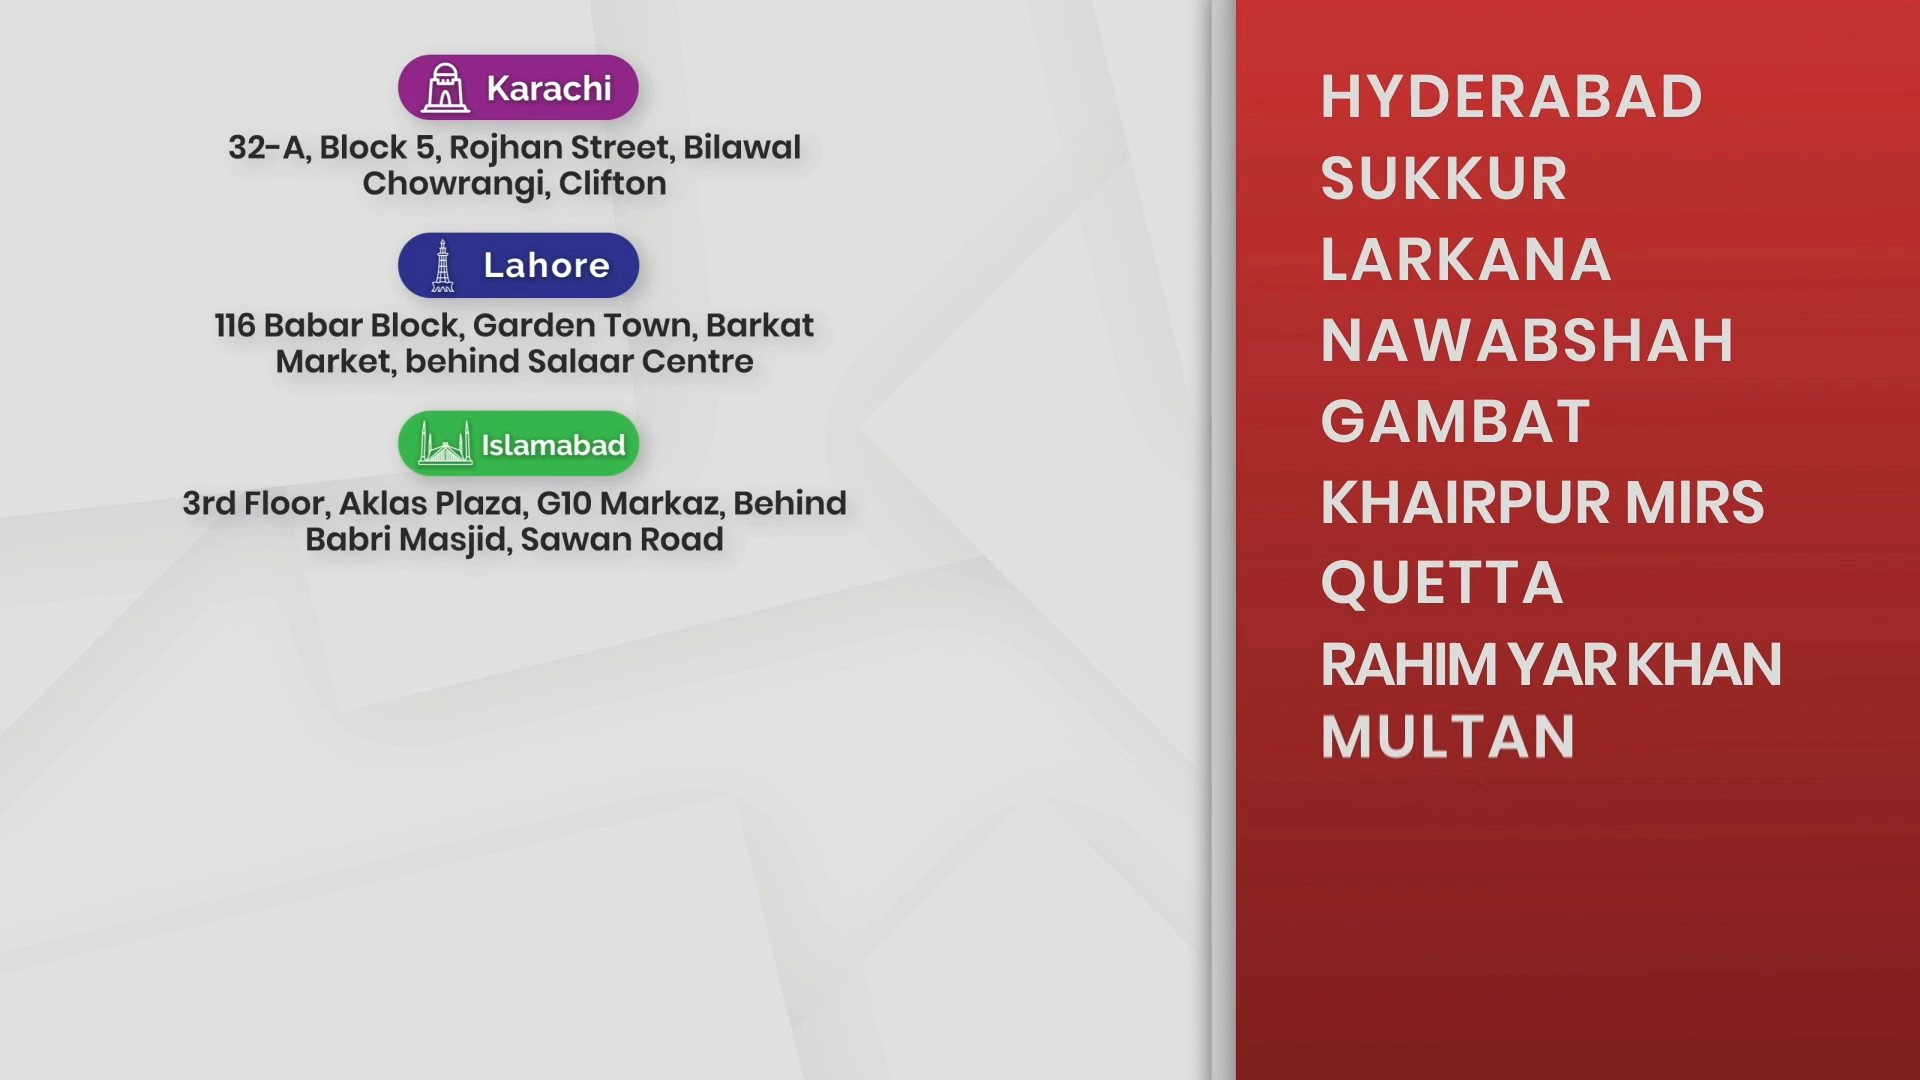 Karachi
32-A, Block 5, Rojhan Street, Bilawal
Chowrangi, Clifton
Lahore
116 Babar Block, Garden Town, Barkat
Market, behind Salaar Centre
Islamabad
3rd Floor, Aklas Plaza, G10 Markaz, Behind
Babri Masjid, Sawan Road
HYDERABAD
SUKKUR
LARKANA
NAWABSHAH
GAMBAT
KHAIRPUR MIRS
QUETTA
RAHIM YAR KHAN
MULTAN